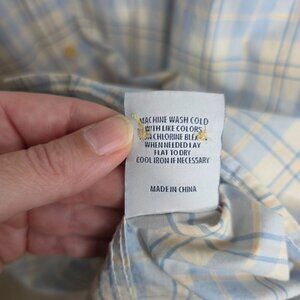 MACHINE WASH COLD
WITH LIKE COLORS
CHLORINE BLEA
WHEN NEEDED LAY
FLAT TO DRY
COOL IRON IF NECESSARY
MADE IN CHINA